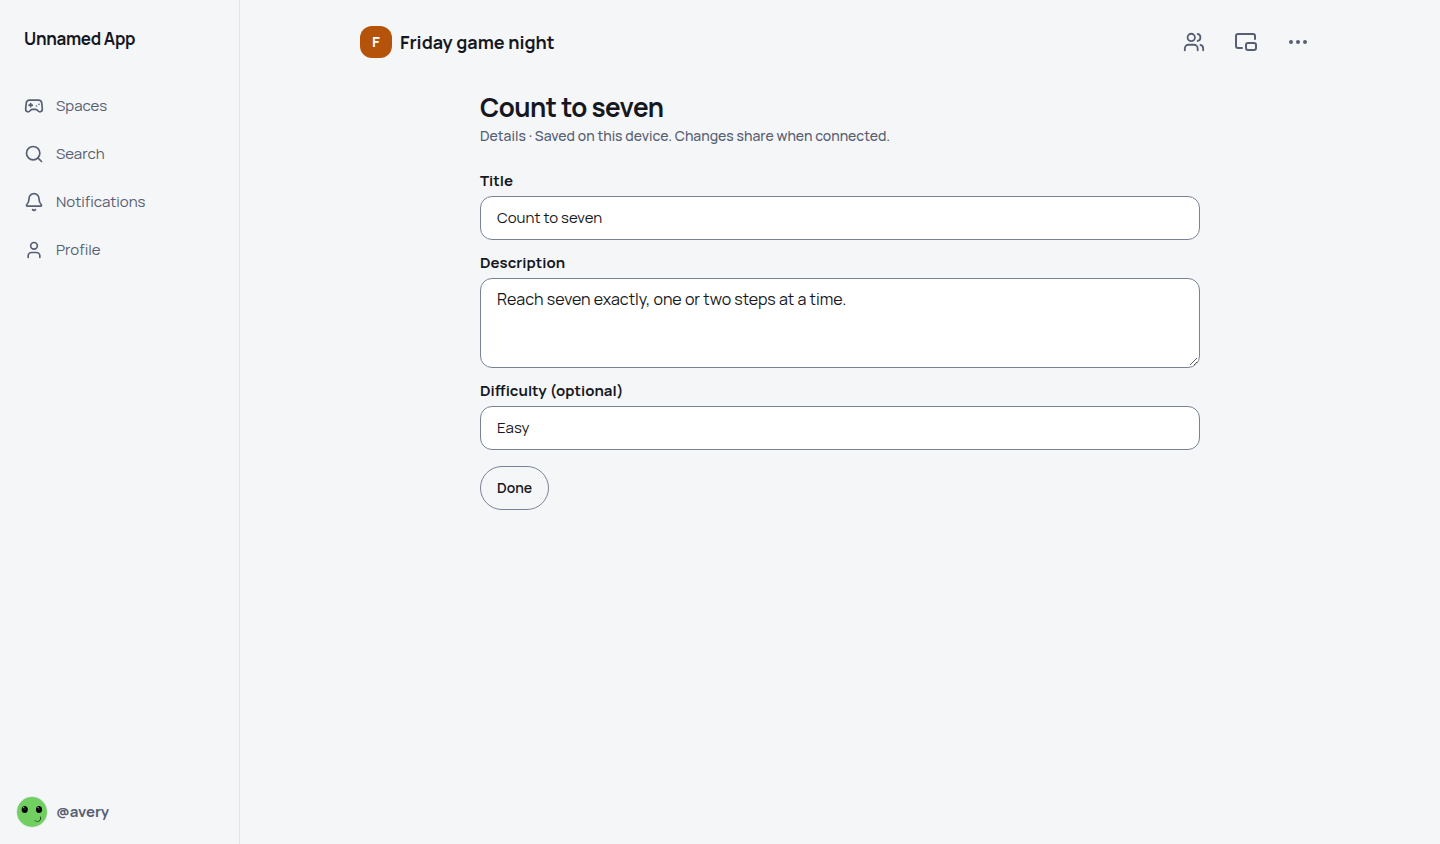 Unnamed App
Spaces
Search
Notifications
Profile
@avery
F
Friday game night
Count to seven
Details · Saved on this device. Changes share when connected.
Title
Count to seven
Description
Reach seven exactly, one or two steps at a time.
Difficulty (optional)
Easy
Done